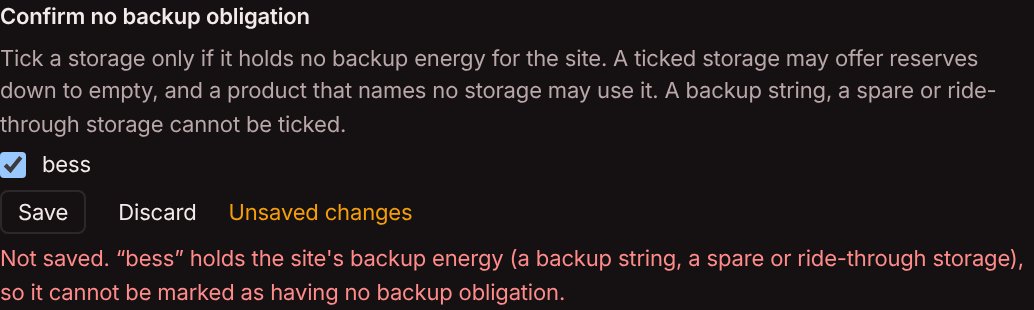 Confirm no backup obligation
Tick a storage only if it holds no backup energy for the site. A ticked storage may offer reserves
down to empty, and a product that names no storage may use it. A backup string, a spare or ride-
through storage cannot be ticked.
bess
Save Discard Unsaved changes
Not saved. “bess” holds the site's backup energy (a backup string, a spare or ride-through storage),
so it cannot be marked as having no backup obligation.